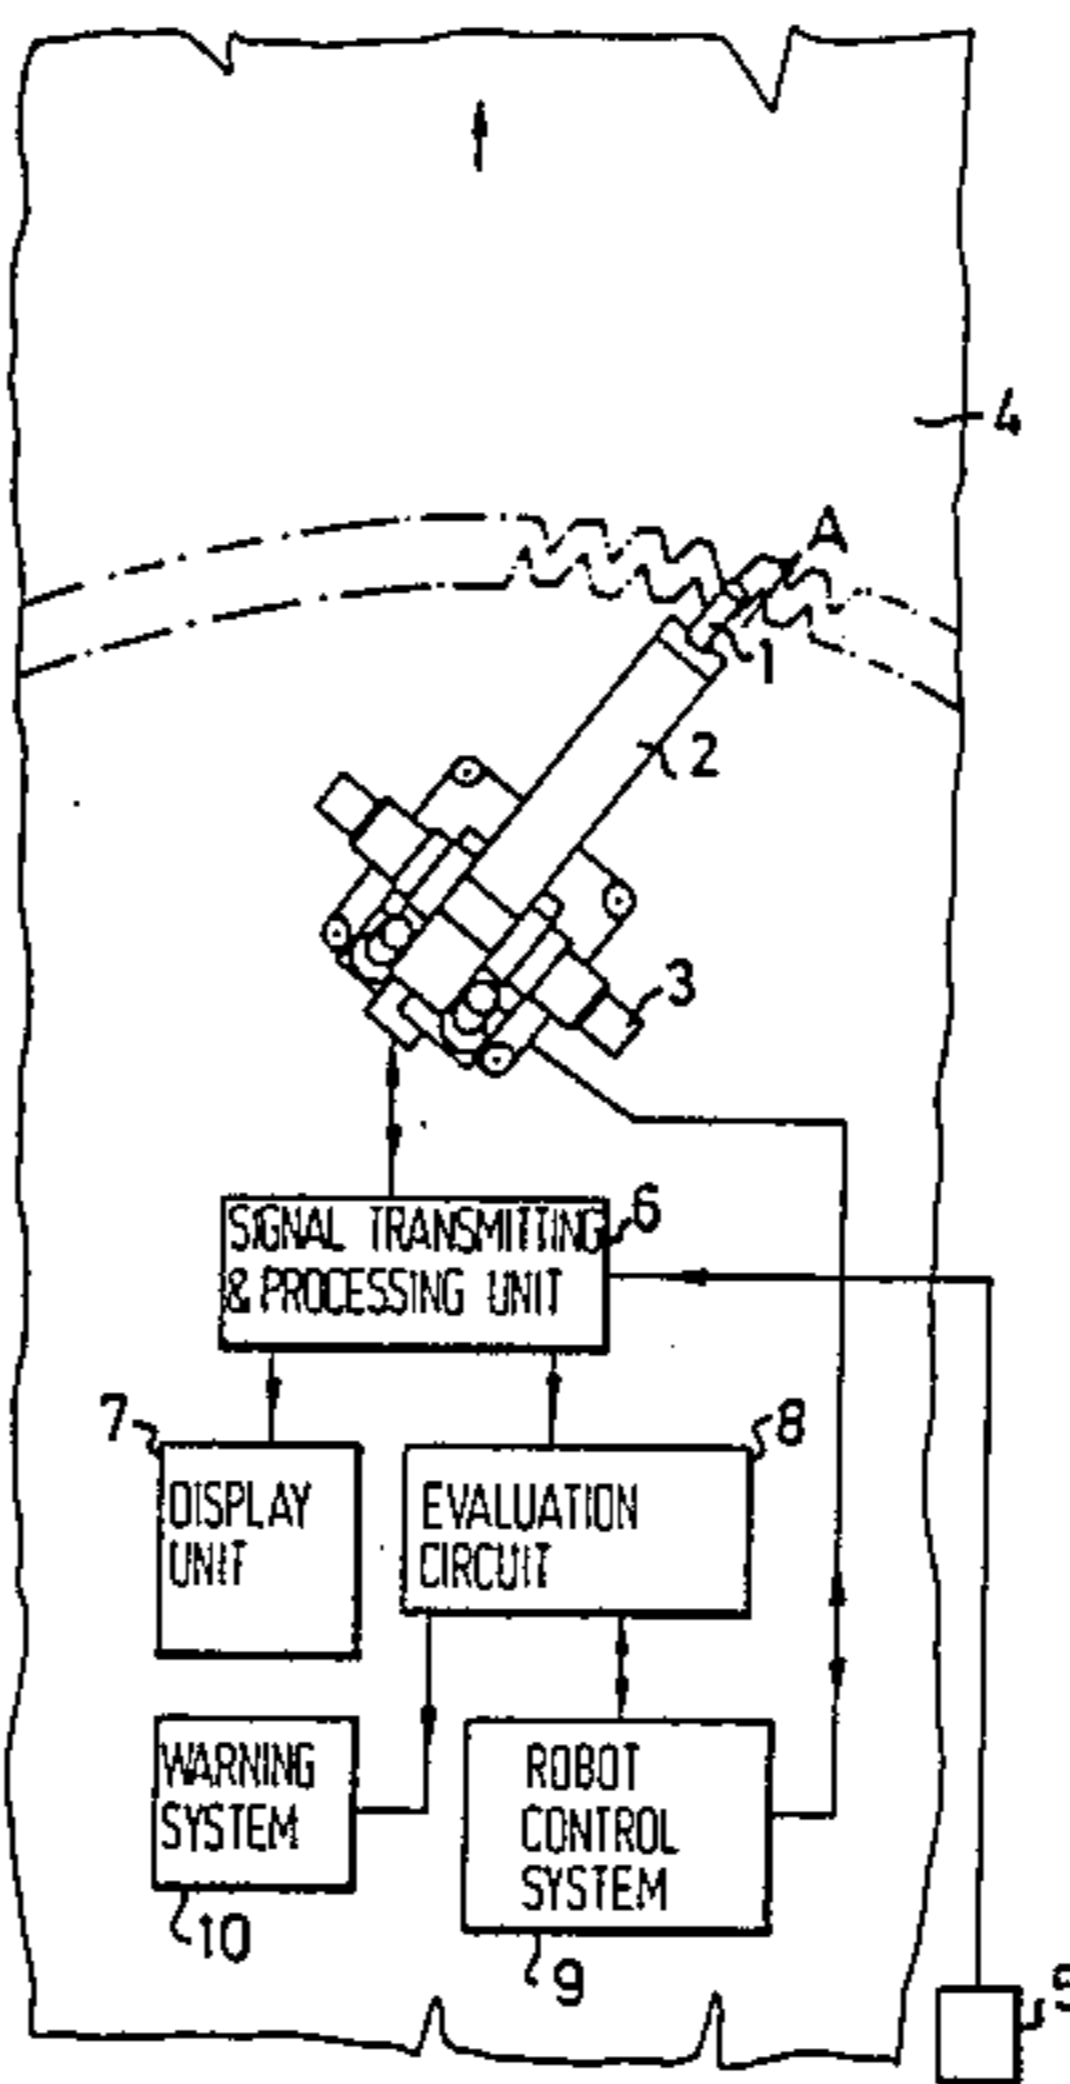 4
A
1
2
3
6
SIGNAL TRANSMITTING
& PROCESSING UNIT
7
8
DISPLAY
UNIT
EVALUATION
CIRCUIT
WARNING
SYSTEM
ROBOT
CONTROL
SYSTEM
10
9
5